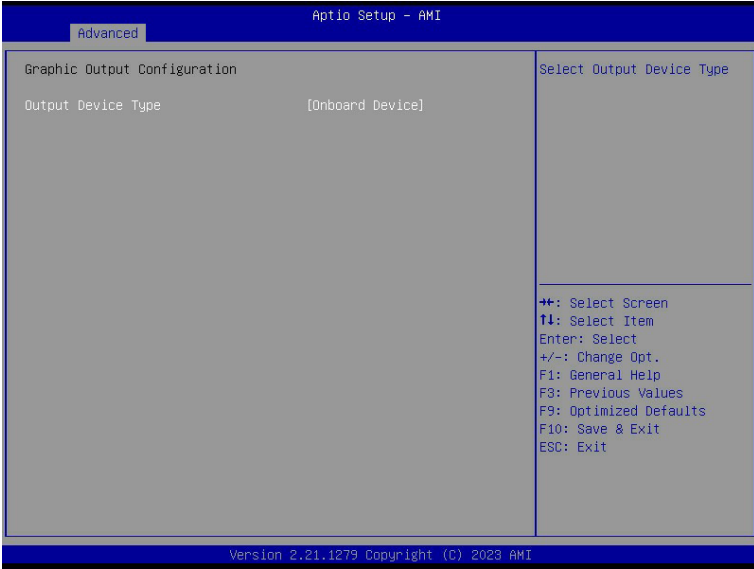 Aptio Setup – AMI
Advanced
Graphic Output Configuration
Output Device Type [Onboard Device]
Select Output Device Type
→←: Select Screen
↑↓: Select Item
Enter: Select
+/-: Change Opt.
F1: General Help
F3: Previous Values
F9: Optimized Defaults
F10: Save & Exit
ESC: Exit
Version 2.21.1279 Copyright (C) 2023 AMI